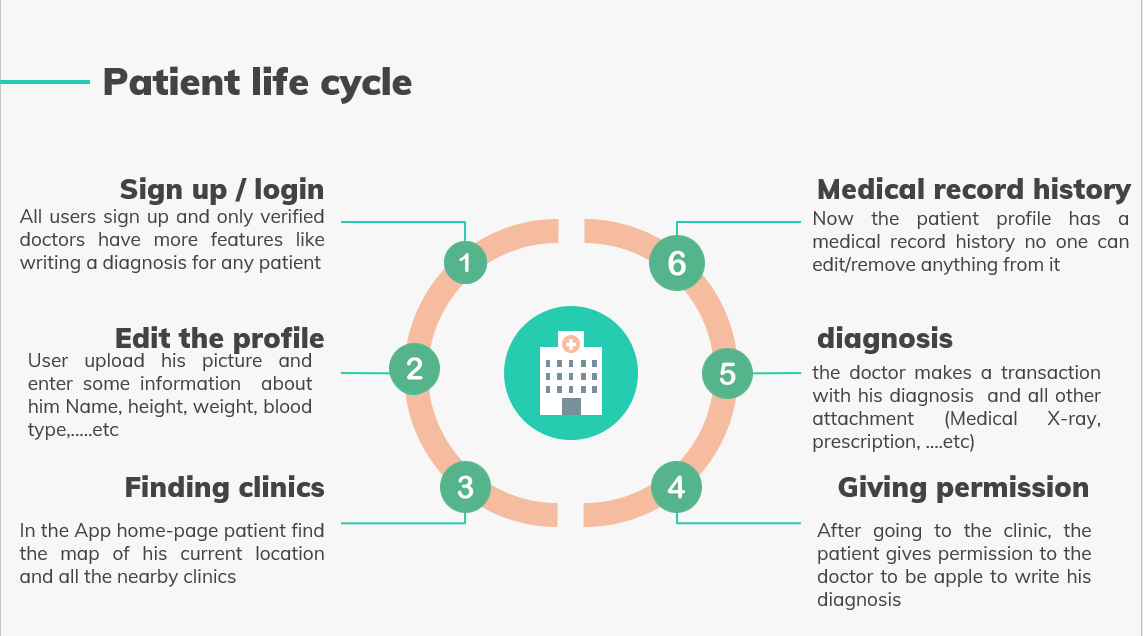 Patient life cycle
Sign up / login
All users sign up and only verified
doctors have more features like
writing a diagnosis for any patient
1
Edit the profile
User upload his picture and
enter some information about
him Name, height, weight, blood
type,.....etc
2
Finding clinics
In the App home-page patient find
the map of his current location
and all the nearby clinics
3
Giving permission
After going to the clinic, the
patient gives permission to the
doctor to be apple to write his
diagnosis
4
diagnosis
the doctor makes a transaction
with his diagnosis and all other
attachment (Medical X-ray,
prescription, ....etc)
5
Medical record history
Now the patient profile has a
medical record history no one can
edit/remove anything from it
6